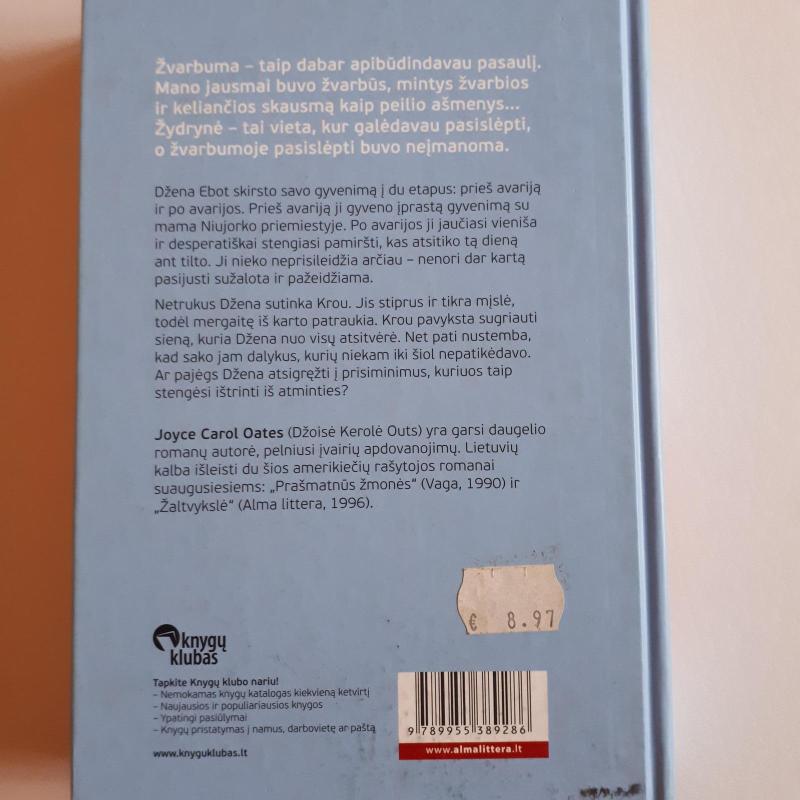 Žvarbuma – taip dabar apibūdindavau pasaulį.
Mano jausmai buvo žvarbūs, mintys žvarbios
ir keliančios skausmą kaip peilio ašmenys...
Žydrynė – tai vieta, kur galėdavau pasislėpti,
o žvarbumoje pasislėpti buvo neįmanoma.
Džena Ebot skirsto savo gyvenimą į du etapus: prieš avariją
ir po avarijos. Prieš avariją ji gyveno įprastą gyvenimą su
mama Niujorko priemiestyje. Po avarijos ji jaučiasi vieniša
ir desperatiškai stengiasi pamiršti, kas atsitiko tą dieną
ant tilto. Ji nieko neprisileidžia arčiau – nenori dar kartą
pasijusti sužalota ir pažeidžiama.
Netrukus Džena sutinka Krou. Jis stiprus ir tikra mįslė,
todėl mergaitę iš karto patraukia. Krou pavyksta sugriauti
sieną, kuria Džena nuo visų atsitvėrė. Net pati nustemba,
kad sako jam dalykus, kurių niekam iki šiol nepatikėdavo.
Ar pajėgs Džena atsigręžti į prisiminimus, kuriuos taip
stengėsi ištrinti iš atminties?
Joyce Carol Oates (Džoisė Kerolė Outs) yra garsi daugelio
romanų autorė, pelniusi įvairių apdovanojimų. Lietuvių
kalba išleisti du šios amerikiečių rašytojos romanai
suaugusiesiems: „Prašmatnūs žmonės“ (Vaga, 1990) ir
„Žaltvykslė“ (Alma littera, 1996).
€ 8.97
knygų
klubas
Tapkite Knygų klubo nariu!
– Nemokamas knygų katalogas kiekvieną ketvirtį
– Naujausios ir populiariausios knygos
– Ypatingi pasiūlymai
– Knygų pristatymas į namus, darbovietę ar paštą
www.knyguklubas.lt
9 789955 389286
www.almalittera.lt